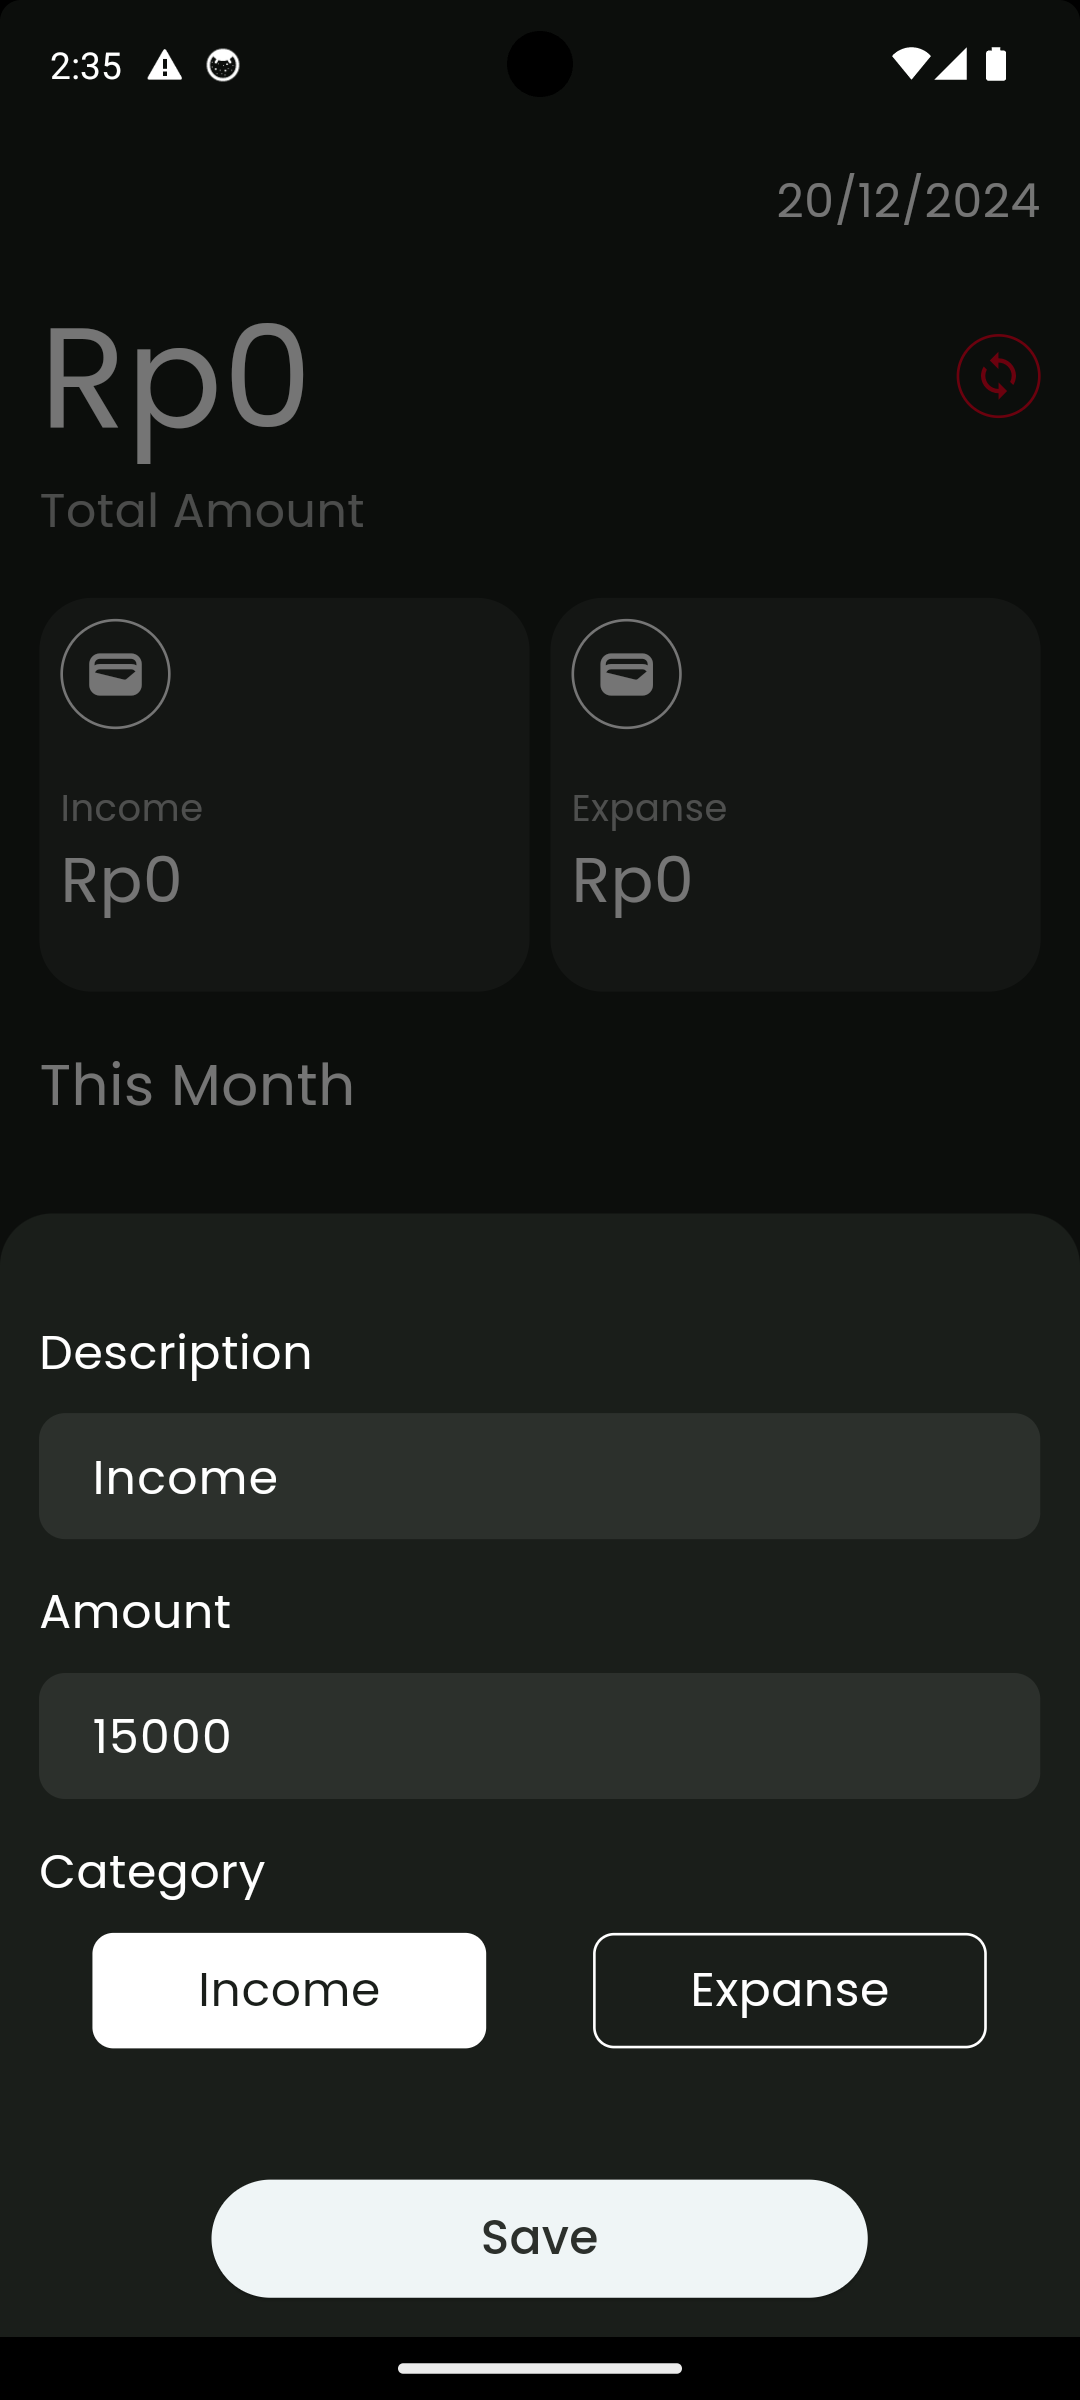 2:35
20/12/2024
Rp0
Total Amount
Income
Rp0
Expanse
Rp0
This Month
Description
Income
Amount
15000
Category
Income
Expanse
Save